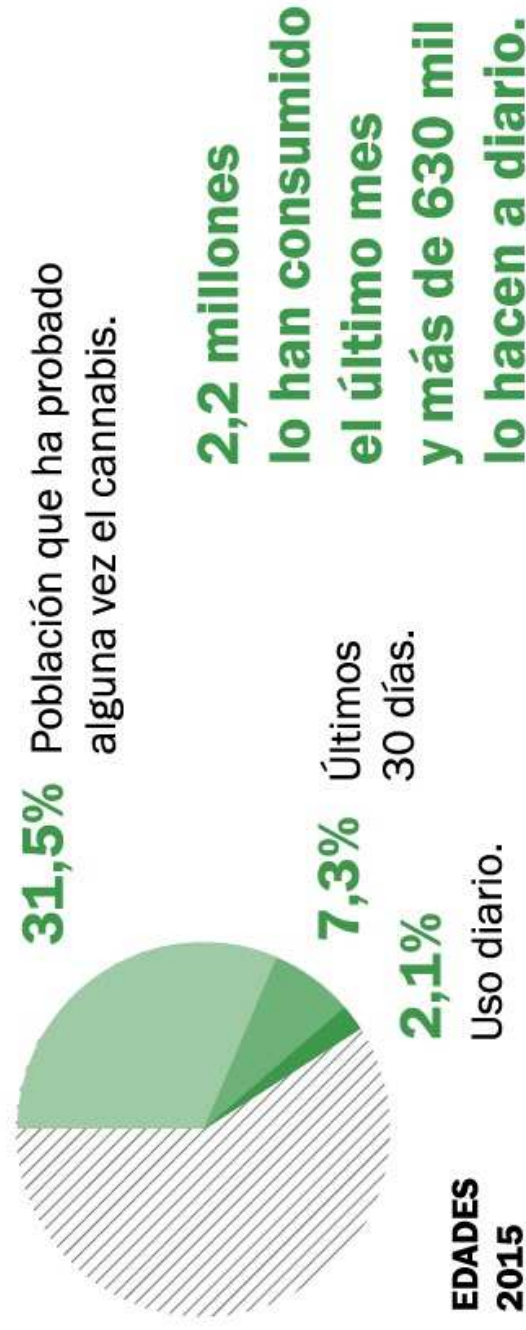 31,5% Población que ha probado
alguna vez el cannabis.
7,3% Últimos
30 días.
2,1%
Uso diario.
2,2 millones
lo han consumido
el último mes
y más de 630 mil
lo hacen a diario.
EDADES
2015